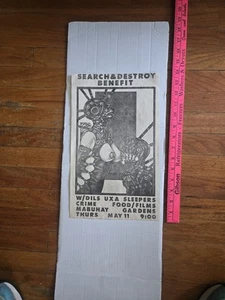 SEARCH&DESTROY
BENEFIT
W/DILS UXA SLEEPERS
CRIME FOOD/FILMS
MABUHAY GARDENS
THURS MAY 11 9:00